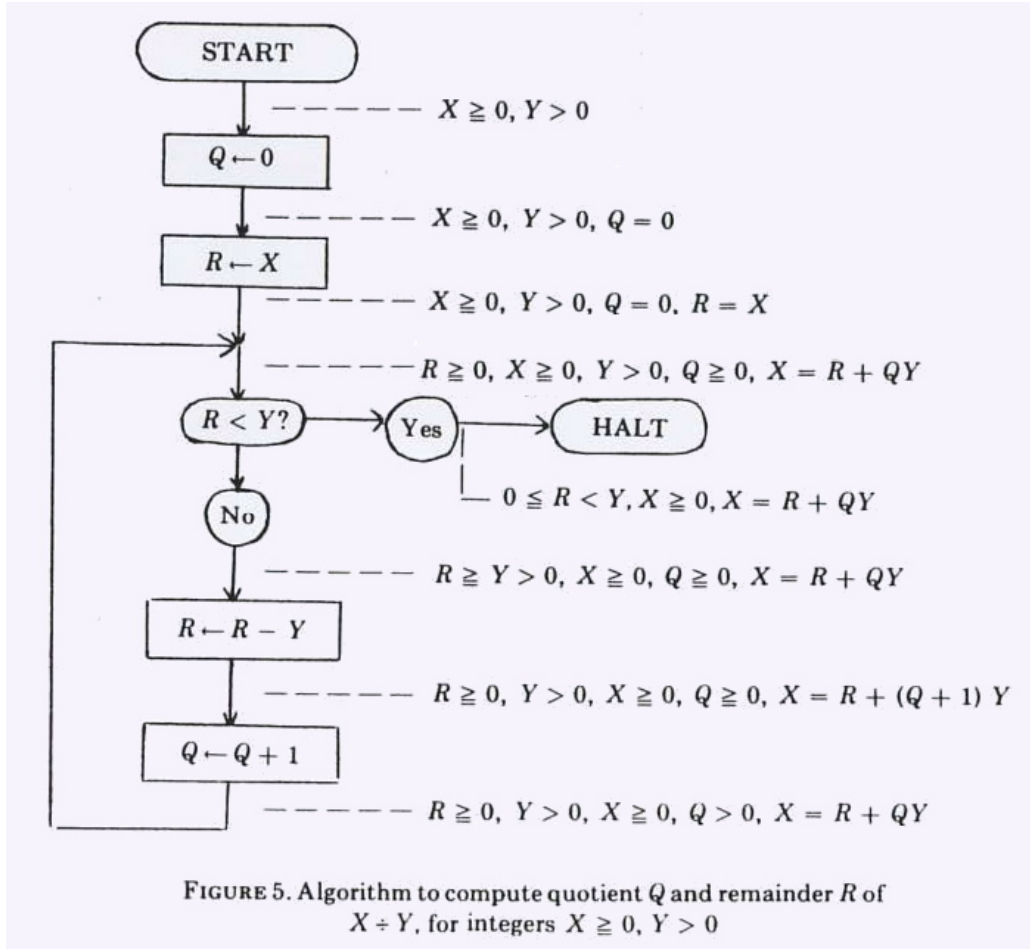 START
X ≧ 0, Y > 0
Q ← 0
X ≧ 0, Y > 0, Q = 0
R ← X
X ≧ 0, Y > 0, Q = 0, R = X
R ≧ 0, X ≧ 0, Y > 0, Q ≧ 0, X = R + QY
R < Y?
Yes
HALT
0 ≦ R < Y, X ≧ 0, X = R + QY
No
R ≧ Y > 0, X ≧ 0, Q ≧ 0, X = R + QY
R ← R − Y
R ≧ 0, Y > 0, X ≧ 0, Q ≧ 0, X = R + (Q + 1) Y
Q ← Q + 1
R ≧ 0, Y > 0, X ≧ 0, Q > 0, X = R + QY
FIGURE 5. Algorithm to compute quotient Q and remainder R of
X ÷ Y, for integers X ≧ 0, Y > 0